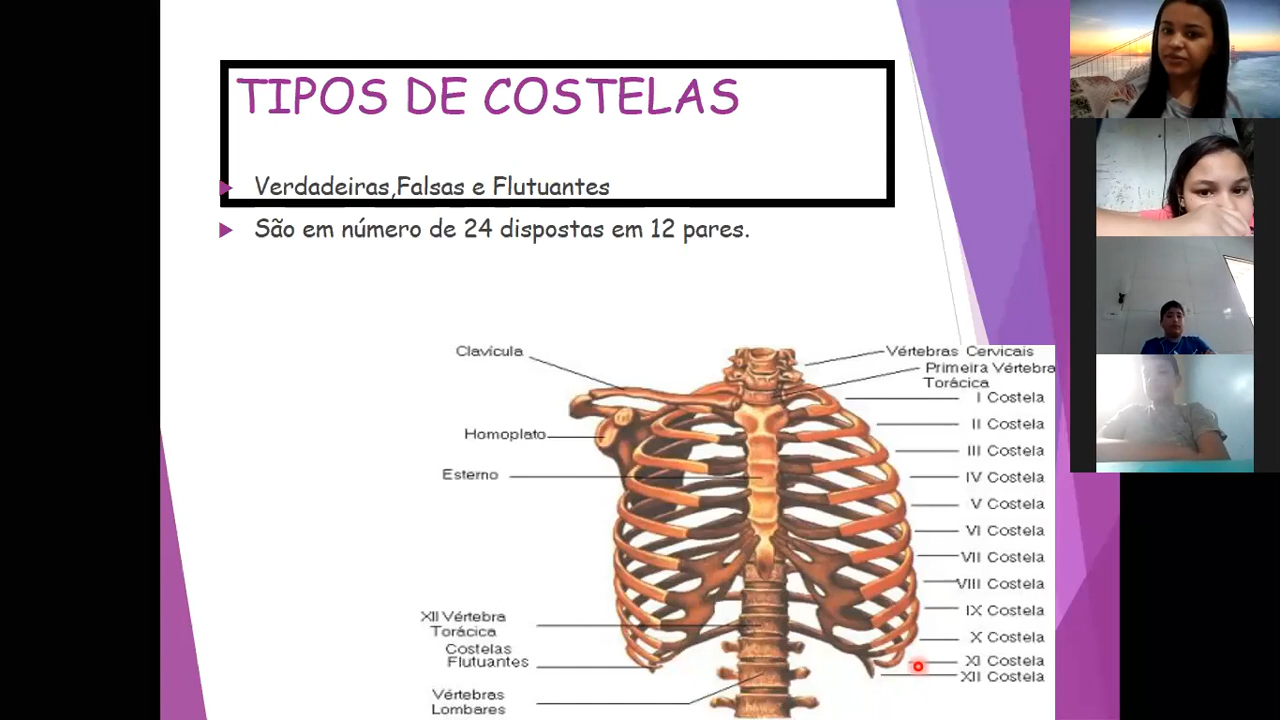 TIPOS DE COSTELAS
Verdadeiras,Falsas e Flutuantes
São em número de 24 dispostas em 12 pares.
Clavícula
Homoplato
Esterno
XII Vértebra
Torácica
Costelas
Flutuantes
Vértebras
Lombares
Vértebras Cervicais
Primeira Vértebra
Torácica
I Costela
II Costela
III Costela
IV Costela
V Costela
VI Costela
VII Costela
VIII Costela
IX Costela
X Costela
XI Costela
XII Costela